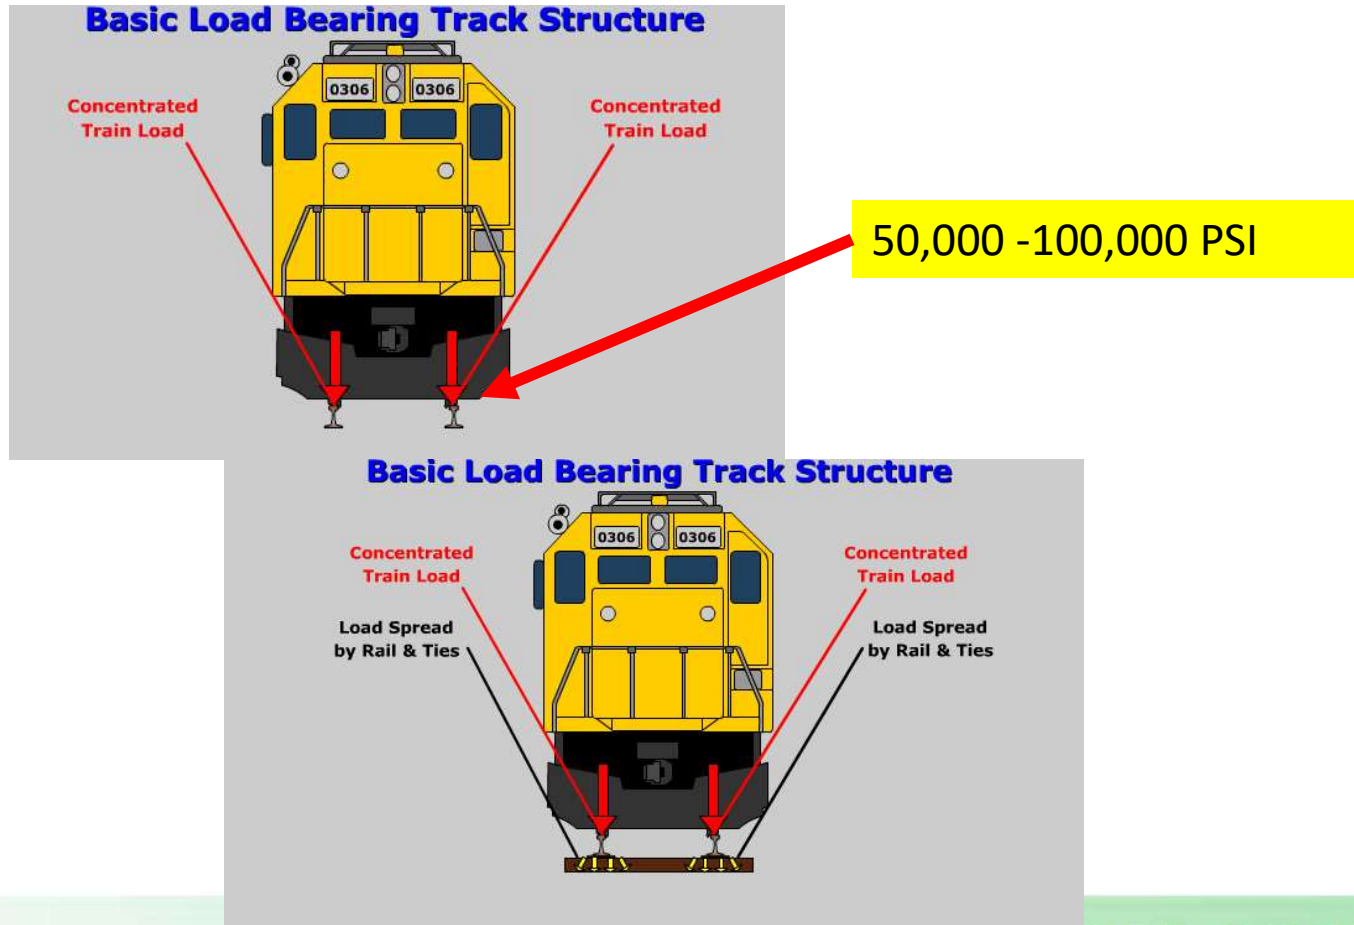 Basic Load Bearing Track Structure
0306 0306
Concentrated
Train Load
Concentrated
Train Load
50,000 -100,000 PSI
Basic Load Bearing Track Structure
0306 0306
Concentrated
Train Load
Concentrated
Train Load
Load Spread
by Rail & Ties
Load Spread
by Rail & Ties